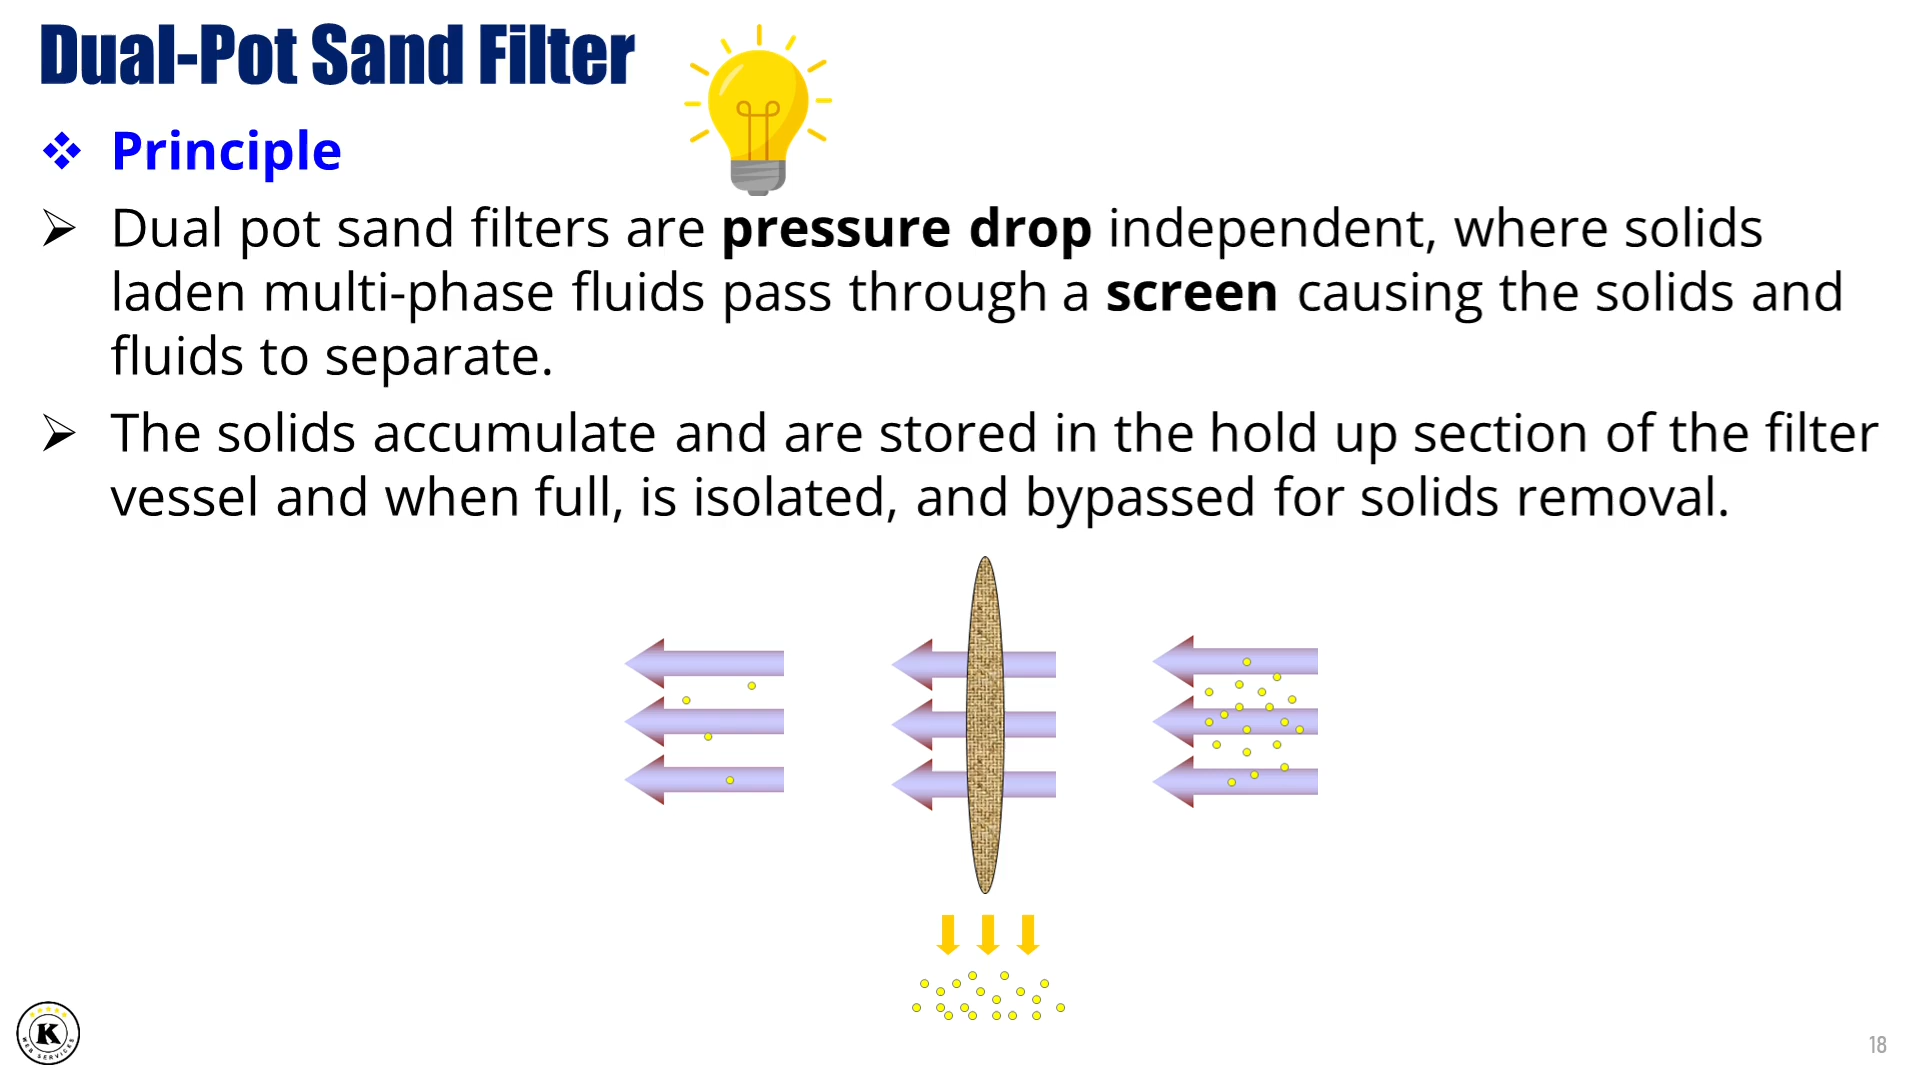 Dual-Pot Sand Filter
❖ Principle
➢ Dual pot sand filters are pressure drop independent, where solids
laden multi-phase fluids pass through a screen causing the solids and
fluids to separate.
➢ The solids accumulate and are stored in the hold up section of the filter
vessel and when full, is isolated, and bypassed for solids removal.
K
WEB SERVICES
18